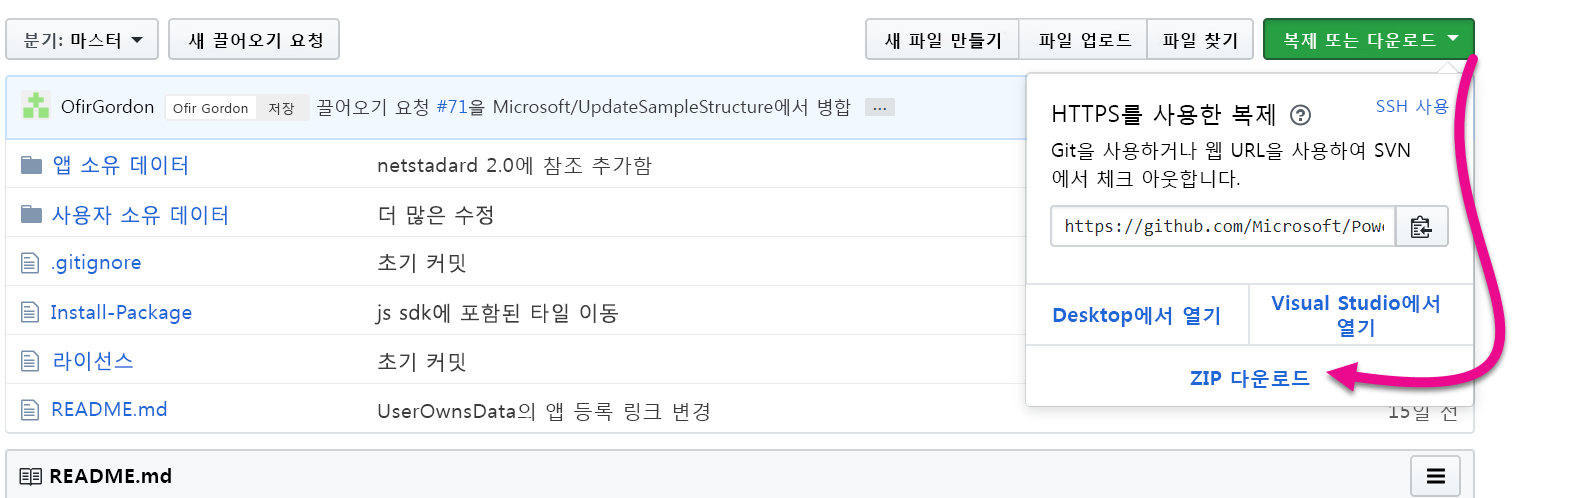 분기: 마스터
새 끌어오기 요청
새 파일 만들기
파일 업로드
파일 찾기
복제 또는 다운로드
OfirGordon Ofir Gordon 저장 끌어오기 요청 #71을 Microsoft/UpdateSampleStructure에서 병합 ...
앱 소유 데이터 netstadard 2.0에 참조 추가함
사용자 소유 데이터 더 많은 수정
.gitignore 초기 커밋
Install-Package js sdk에 포함된 타일 이동
라이선스 초기 커밋
README.md UserOwnsData의 앱 등록 링크 변경 15일 전
HTTPS를 사용한 복제 ?
SSH 사용
Git을 사용하거나 웹 URL을 사용하여 SVN
에서 체크 아웃합니다.
https://github.com/Microsoft/Powe
Desktop에서 열기
Visual Studio에서
열기
ZIP 다운로드
README.md